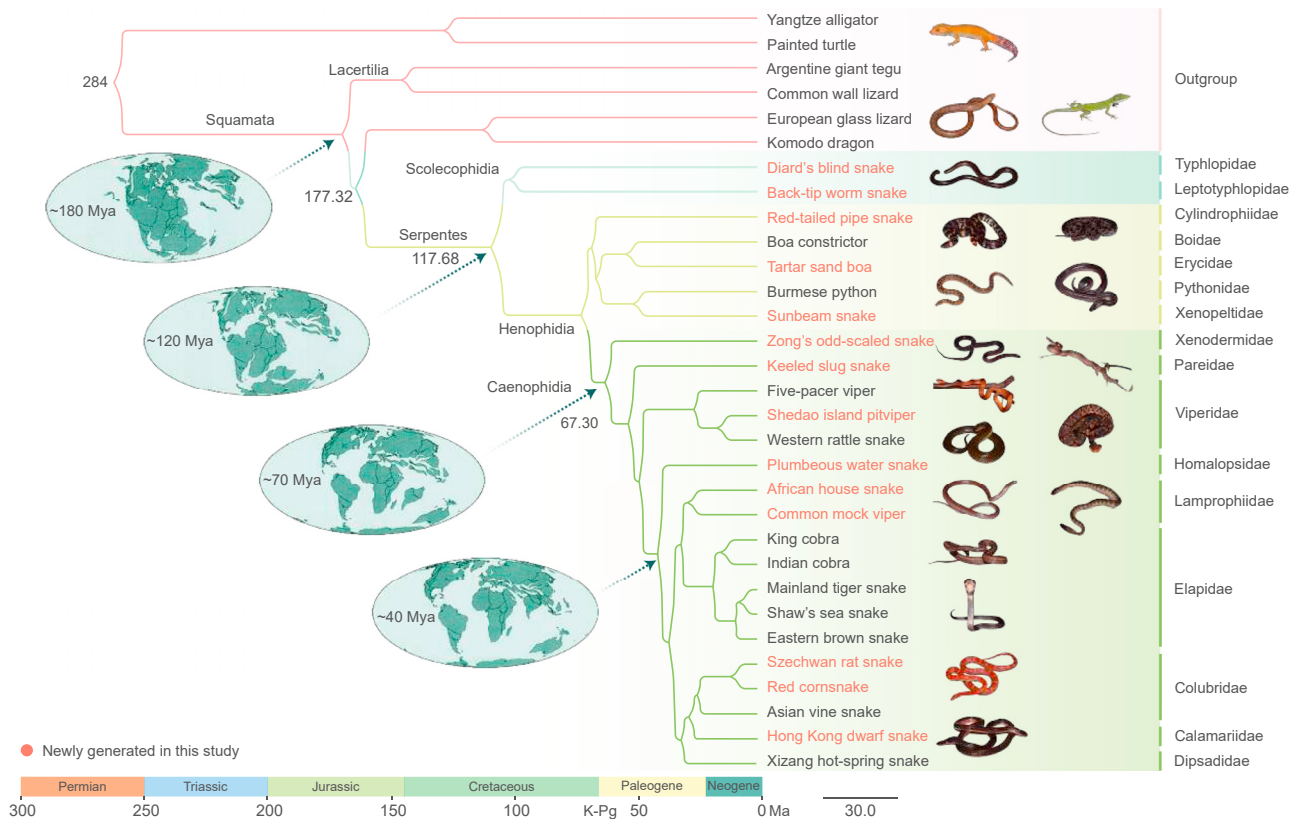 Yangtze alligator
Painted turtle
Lacertilia
Argentine giant tegu
284
Outgroup
Common wall lizard
Squamata
European glass lizard
Komodo dragon
Scolecophidia
Diard's blind snake
Typhlopidae
177.32
Back-tip worm snake
Leptotyphlopidae
~180 Mya
Red-tailed pipe snake
Cylindrophiidae
Serpentes
Boa constrictor
Boidae
117.68
Tartar sand boa
Erycidae
Burmese python
Pythonidae
Sunbeam snake
Xenopeltidae
Henophidia
~120 Mya
Zong's odd-scaled snake
Xenodermidae
Keeled slug snake
Pareidae
Caenophidia
Five-pacer viper
67.30
Shedao island pitviper
Viperidae
Western rattle snake
Plumbeous water snake
Homalopsidae
~70 Mya
African house snake
Lamprophiidae
Common mock viper
King cobra
Indian cobra
Mainland tiger snake
Elapidae
~40 Mya
Shaw's sea snake
Eastern brown snake
Szechwan rat snake
Red cornsnake
Colubridae
Asian vine snake
Hong Kong dwarf snake
Calamariidae
Newly generated in this study
Xizang hot-spring snake
Dipsadidae
Permian Triassic Jurassic Cretaceous Paleogene Neogene
300 250 200 150 100 K-Pg 50 0 Ma 30.0